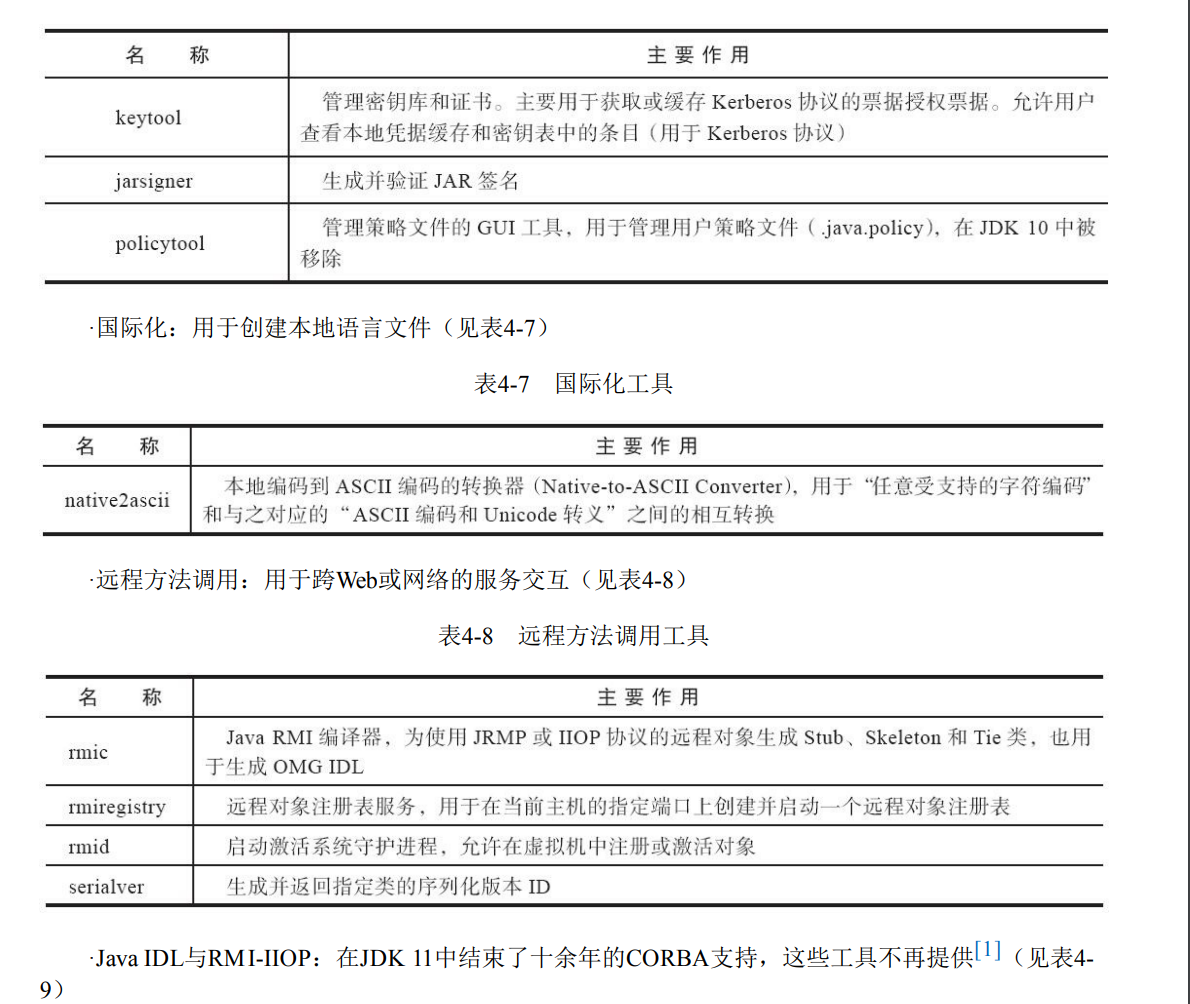 名 称 主 要 作 用
keytool 管理密钥库和证书。主要用于获取或缓存 Kerberos 协议的票据授权票据。允许用户
查看本地凭据缓存和密钥表中的条目（用于 Kerberos 协议）
jarsigner 生成并验证 JAR 签名
policytool 管理策略文件的 GUI 工具，用于管理用户策略文件（ .java.policy），在 JDK 10 中被
移除
·国际化：用于创建本地语言文件（见表4-7）
表4-7 国际化工具
名 称 主 要 作 用
native2ascii 本地编码到 ASCII 编码的转换器（Native-to-ASCII Converter），用于“任意受支持的字符编码”
和与之对应的“ASCII 编码和 Unicode 转义”之间的相互转换
·远程方法调用：用于跨Web或网络的服务交互（见表4-8）
表4-8 远程方法调用工具
名 称 主 要 作 用
rmic Java RMI 编译器，为使用 JRMP 或 IIOP 协议的远程对象生成 Stub、Skeleton 和 Tie 类，也用
于生成 OMG IDL
rmiregistry 远程对象注册表服务，用于在当前主机的指定端口上创建并启动一个远程对象注册表
rmid 启动激活系统守护进程，允许在虚拟机中注册或激活对象
serialver 生成并返回指定类的序列化版本 ID
·Java IDL与RMI-IIOP：在JDK 11中结束了十余年的CORBA支持，这些工具不再提供[1]（见表4-
9）